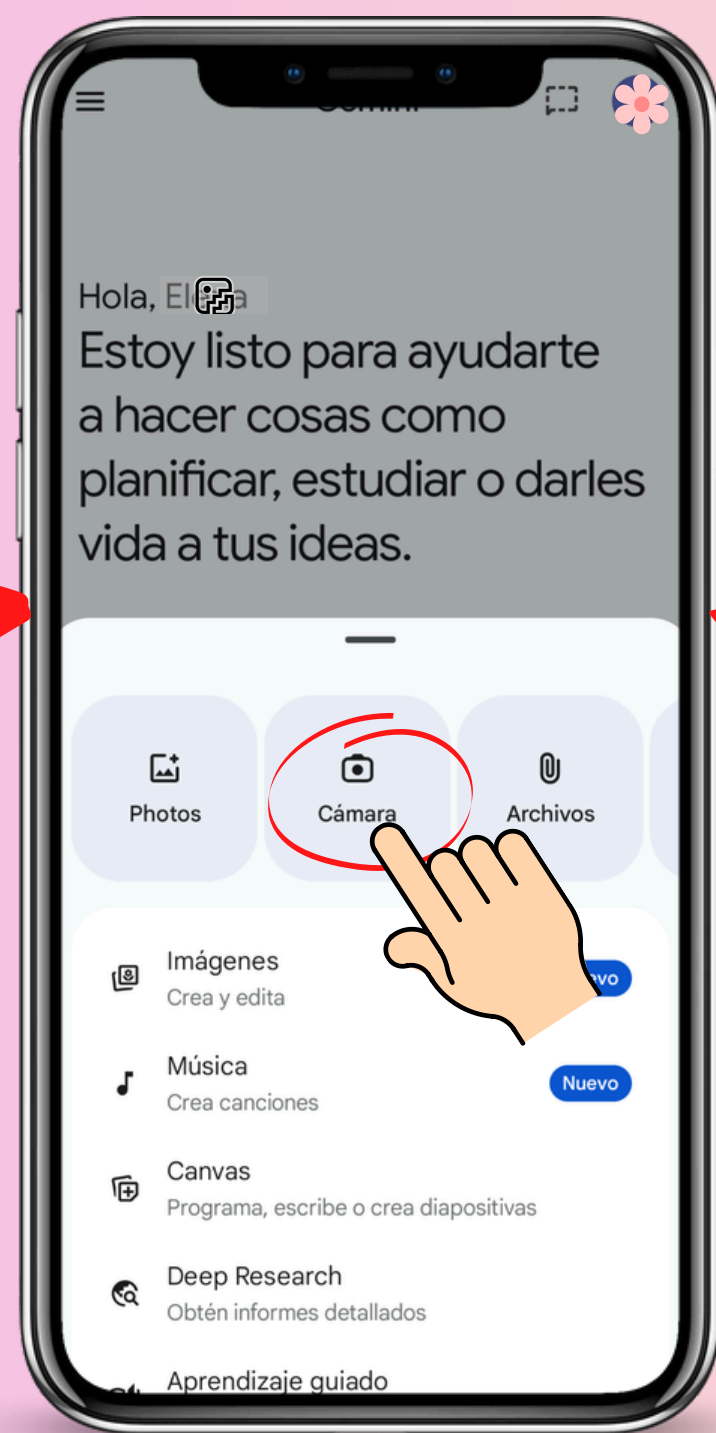 Hola,
Estoy listo para ayudarte
a hacer cosas como
planificar, estudiar o darles
vida a tus ideas.
Photos
Cámara
Archivos
Imágenes
Crea y edita
Música
Crea canciones
Nuevo
Canvas
Programa, escribe o crea diapositivas
Deep Research
Obtén informes detallados
Aprendizaje guiado